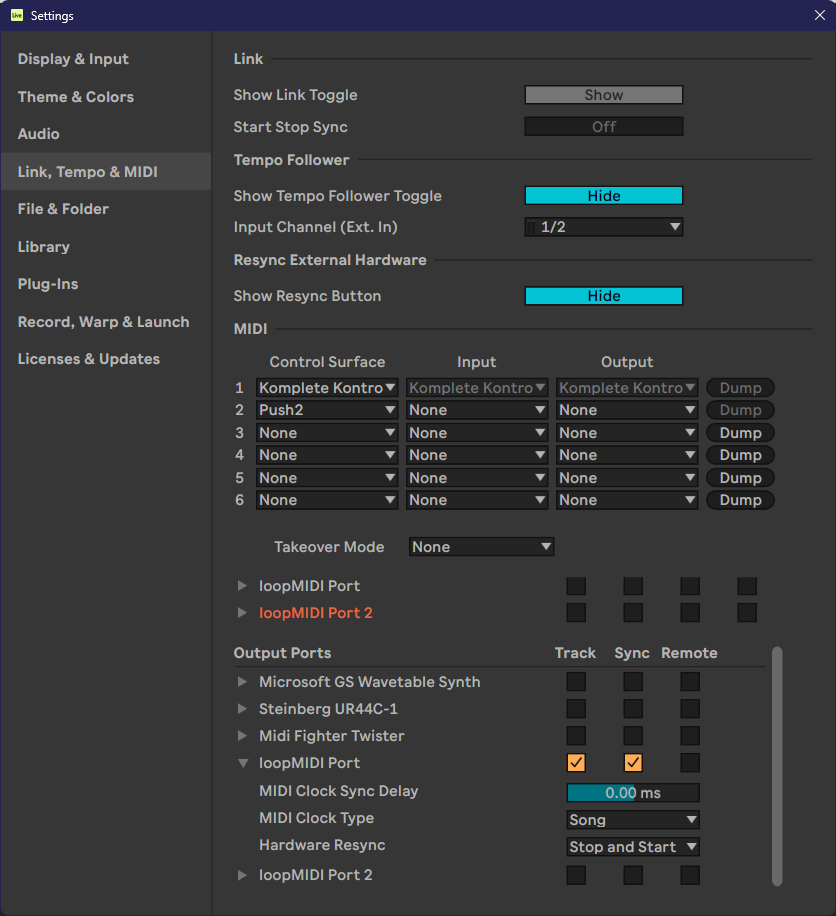 Live Settings
Display & Input
Theme & Colors
Audio
Link, Tempo & MIDI
File & Folder
Library
Plug-Ins
Record, Warp & Launch
Licenses & Updates
Link
Show Link Toggle Show
Start Stop Sync Off
Tempo Follower
Show Tempo Follower Toggle Hide
Input Channel (Ext. In) 1/2
Resync External Hardware
Show Resync Button Hide
MIDI
Control Surface Input Output
1 Komplete Kontro Komplete Kontro Komplete Kontro Dump
2 Push2 None None Dump
3 None None None Dump
4 None None None Dump
5 None None None Dump
6 None None None Dump
Takeover Mode None
loopMIDI Port
loopMIDI Port 2
Output Ports Track Sync Remote
Microsoft GS Wavetable Synth
Steinberg UR44C-1
Midi Fighter Twister
loopMIDI Port
MIDI Clock Sync Delay 0.00 ms
MIDI Clock Type Song
Hardware Resync Stop and Start
loopMIDI Port 2